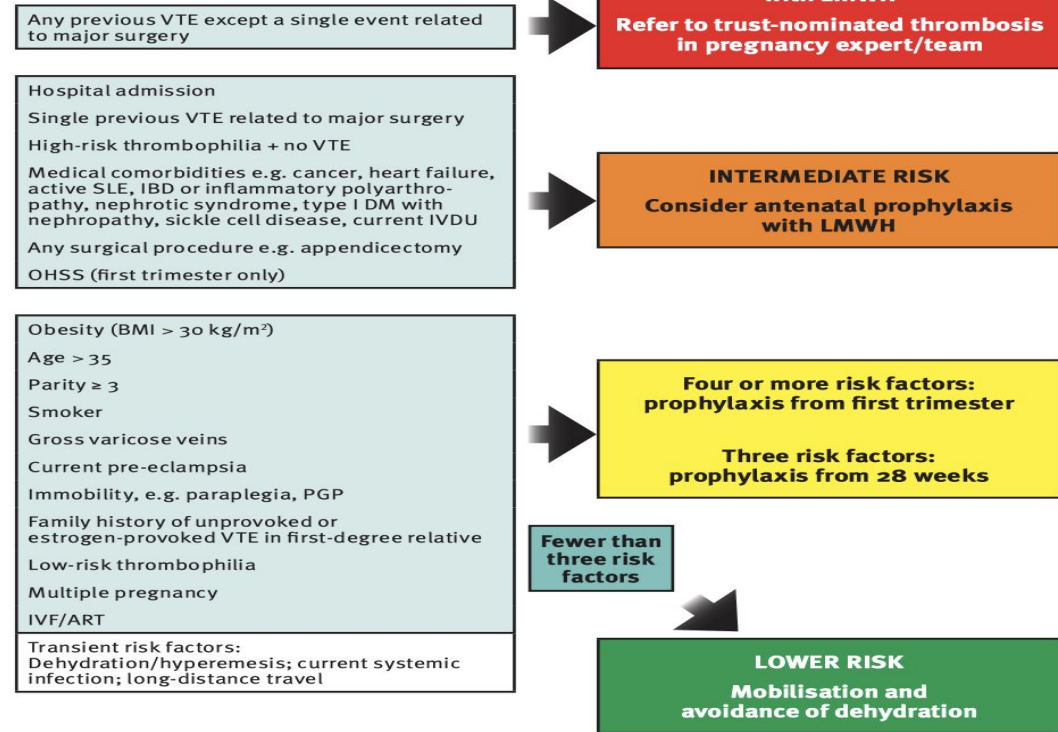 Any previous VTE except a single event related
to major surgery
with LMWH
Refer to trust-nominated thrombosis
in pregnancy expert/team
Hospital admission
Single previous VTE related to major surgery
High-risk thrombophilia + no VTE
Medical comorbidities e.g. cancer, heart failure,
active SLE, IBD or inflammatory polyarthro-
pathy, nephrotic syndrome, type I DM with
nephropathy, sickle cell disease, current IVDU
Any surgical procedure e.g. appendicectomy
OHSS (first trimester only)
INTERMEDIATE RISK
Consider antenatal prophylaxis
with LMWH
Obesity (BMI > 30 kg/m²)
Age > 35
Parity ≥ 3
Smoker
Gross varicose veins
Current pre-eclampsia
Immobility, e.g. paraplegia, PGP
Family history of unprovoked or
estrogen-provoked VTE in first-degree relative
Low-risk thrombophilia
Multiple pregnancy
IVF/ART
Transient risk factors:
Dehydration/hyperemesis; current systemic
infection; long-distance travel
Four or more risk factors:
prophylaxis from first trimester
Three risk factors:
prophylaxis from 28 weeks
Fewer than
three risk
factors
LOWER RISK
Mobilisation and
avoidance of dehydration